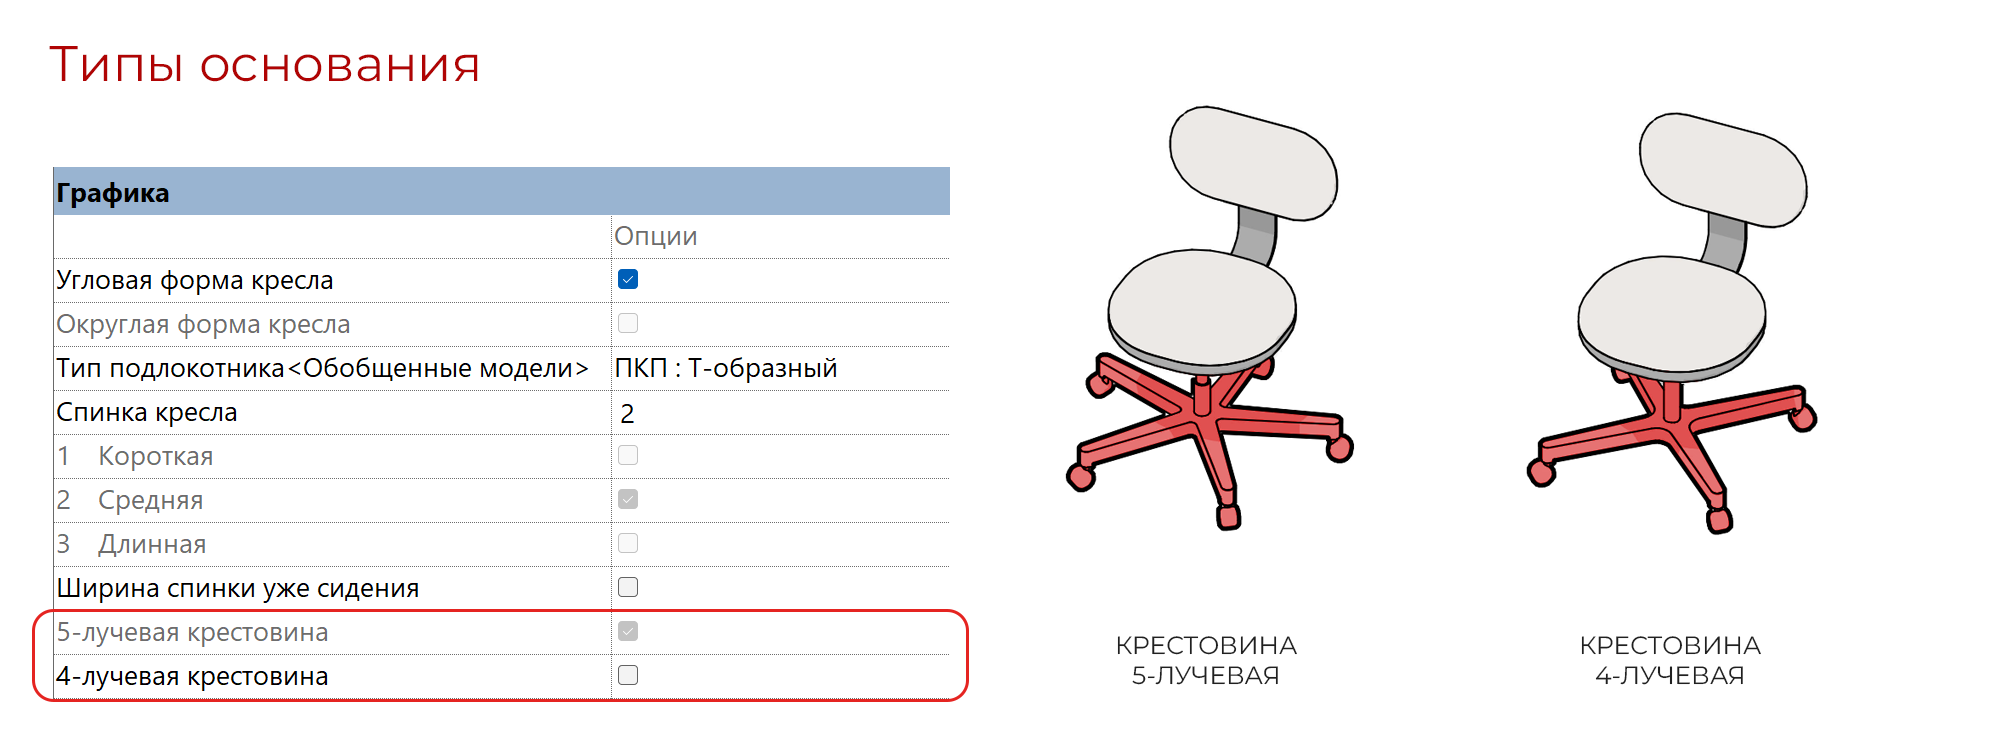 Типы основания
Графика
Опции
Угловая форма кресла
Округлая форма кресла
Тип подлокотника<Обобщенные модели> ПКП : Т-образный
Спинка кресла 2
1 Короткая
2 Средняя
3 Длинная
Ширина спинки уже сидения
5-лучевая крестовина
4-лучевая крестовина
КРЕСТОВИНА
5-ЛУЧЕВАЯ
КРЕСТОВИНА
4-ЛУЧЕВАЯ